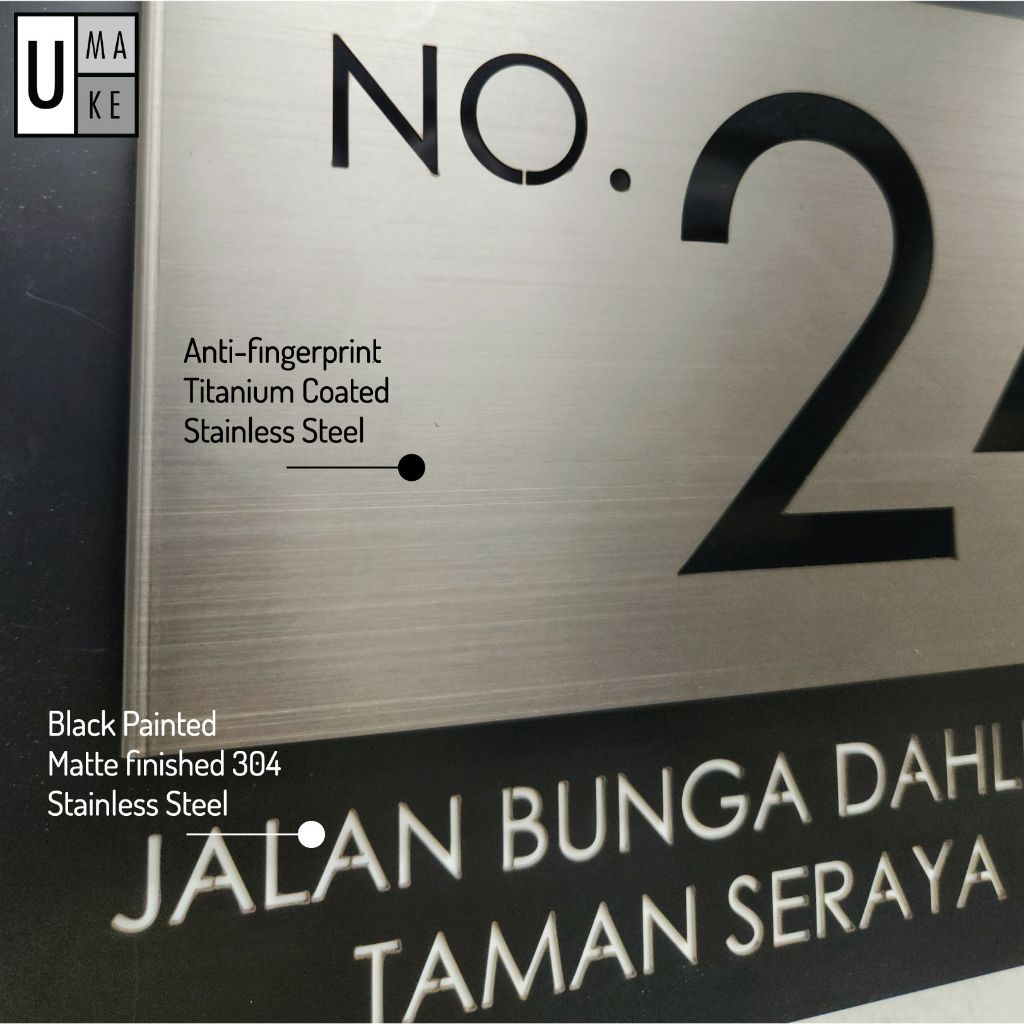 U MA
KE
NO. 2
Anti-fingerprint
Titanium Coated
Stainless Steel
Black Painted
Matte finished 304
Stainless Steel
JALAN BUNGA
TAMAN SERAYA